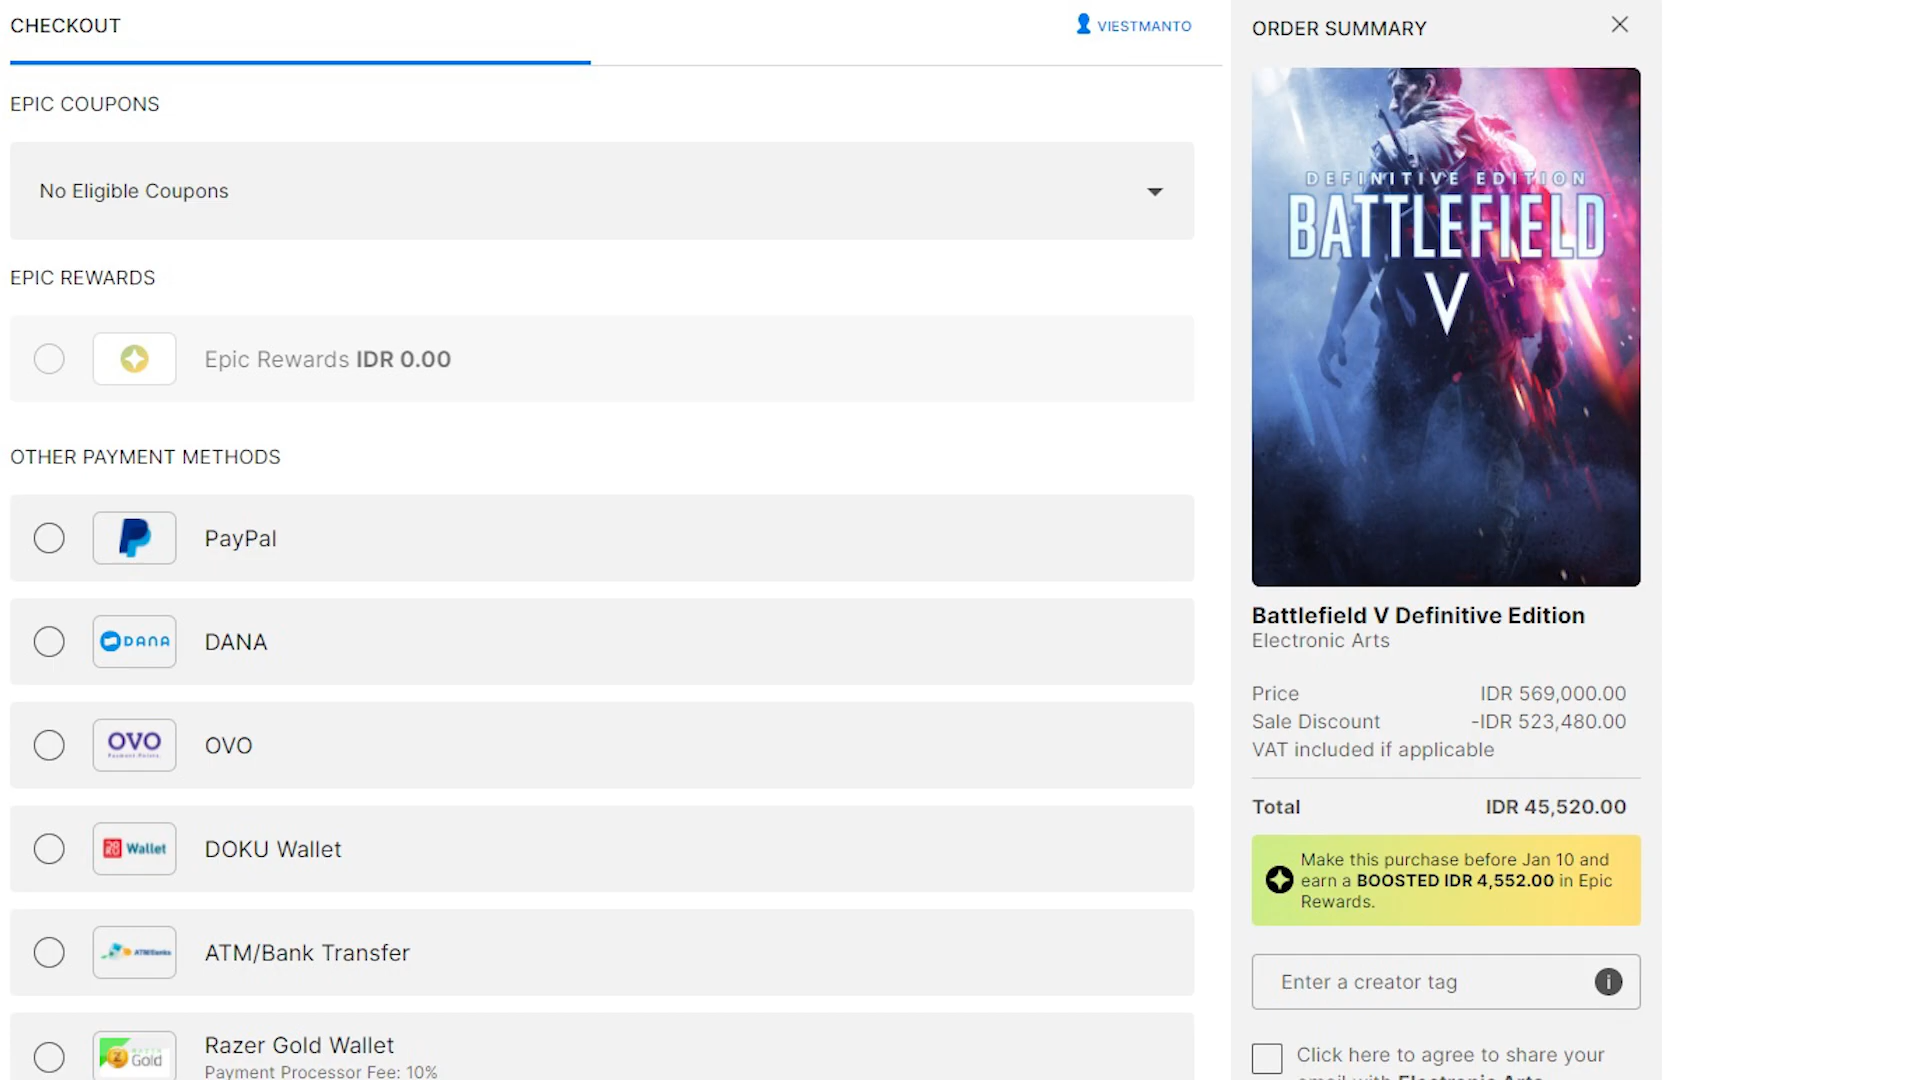 CHECKOUT
VIESTMANTO
EPIC COUPONS
No Eligible Coupons
EPIC REWARDS
Epic Rewards IDR 0.00
OTHER PAYMENT METHODS
PayPal
DANA
DANA
OVO
OVO
Wallet
DOKU Wallet
ATM/Bank Transfer
Gold
Razer Gold Wallet
Payment Processor Fee: 10%
ORDER SUMMARY
DEFINITIVE EDITION
BATTLEFIELD
V
Battlefield V Definitive Edition
Electronic Arts
Price IDR 569,000.00
Sale Discount -IDR 523,480.00
VAT included if applicable
Total IDR 45,520.00
Make this purchase before Jan 10 and
earn a BOOSTED IDR 4,552.00 in Epic
Rewards.
Enter a creator tag
Click here to agree to share your
email with Electronic Arts